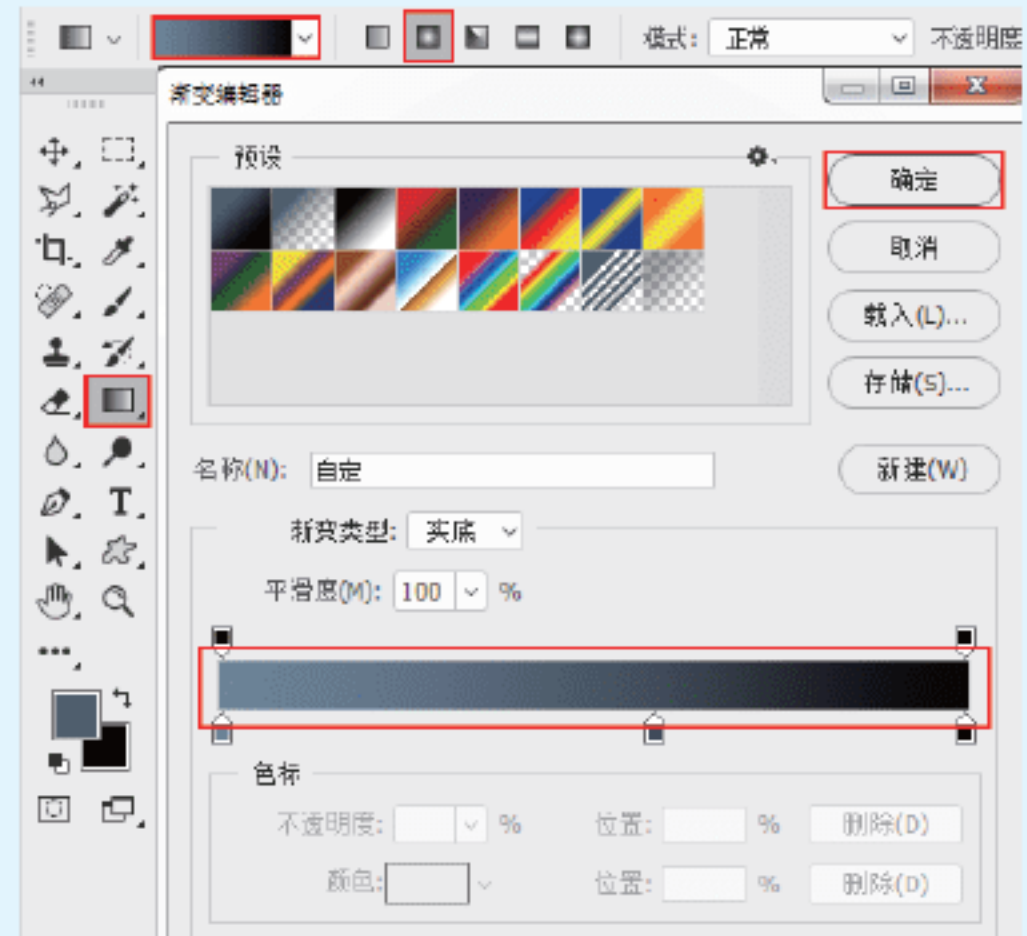 模式: 正常 不透明度
渐变编辑器
预设
确定
取消
载入(L)...
存储(S)...
名称(N): 自定
新建(W)
渐变类型: 实底
平滑度(M): 100 %
色标
不透明度: % 位置: % 删除(D)
颜色: 位置: % 删除(D)